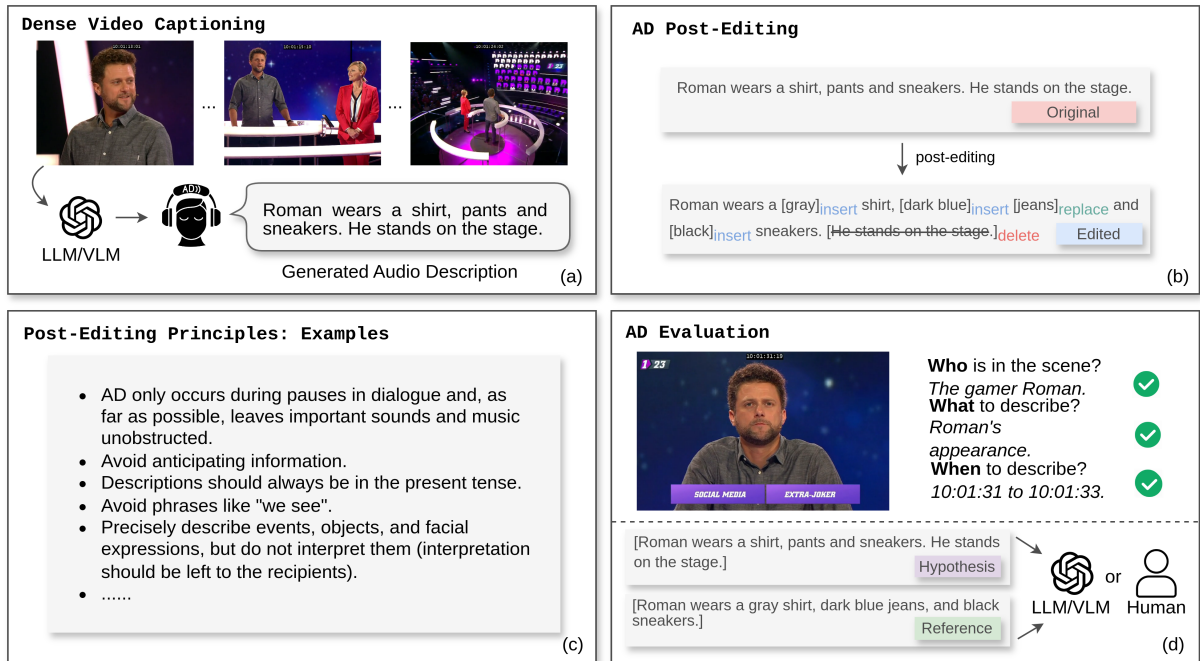 Dense Video Captioning
10:01:13:01
...
...
AD))
LLM/VLM
Roman wears a shirt, pants and
sneakers. He stands on the stage.
Generated Audio Description
(a)
AD Post-Editing
Roman wears a shirt, pants and sneakers. He stands on the stage.
Original
post-editing
Roman wears a [gray]insert shirt, [dark blue]insert [jeans]replace and
[black]insert sneakers. [He stands on the stage.]delete
Edited
(b)
Post-Editing Principles: Examples
• AD only occurs during pauses in dialogue and, as
far as possible, leaves important sounds and music
unobstructed.
• Avoid anticipating information.
• Descriptions should always be in the present tense.
• Avoid phrases like "we see".
• Precisely describe events, objects, and facial
expressions, but do not interpret them (interpretation
should be left to the recipients).
• ......
(c)
AD Evaluation
10:01:31:19
1 23
SOCIAL MEDIA
EXTRA-JOKER
Who is in the scene?
The gamer Roman.
What to describe?
Roman's
appearance.
When to describe?
10:01:31 to 10:01:33.
[Roman wears a shirt, pants and sneakers. He stands
on the stage.]
Hypothesis
[Roman wears a gray shirt, dark blue jeans, and black
sneakers.]
Reference
or
LLM/VLM
Human
(d)